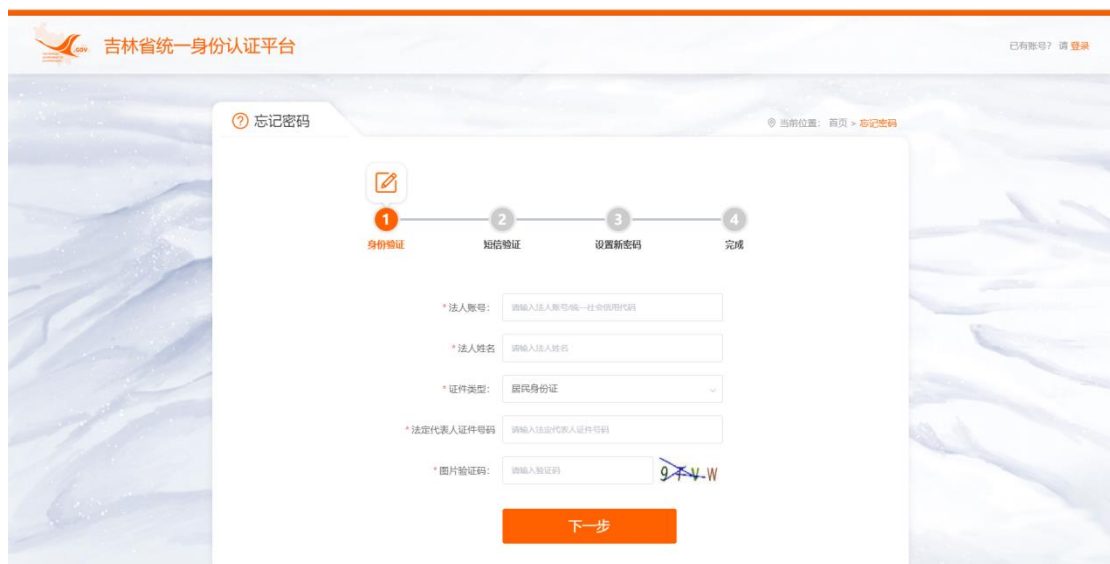 .GOV
吉林省统一身份认证平台
已有账号? 请 登录
忘记密码
当前位置: 首页 > 忘记密码
1
2
3
4
身份验证
短信验证
设置新密码
完成
* 法人账号:
请输入法人账号/统一社会信用代码
* 法人姓名
请输入法人姓名
* 证件类型:
居民身份证
* 法定代表人证件号码
请输入法定代表人证件号码
* 图片验证码:
请输入验证码
下一步